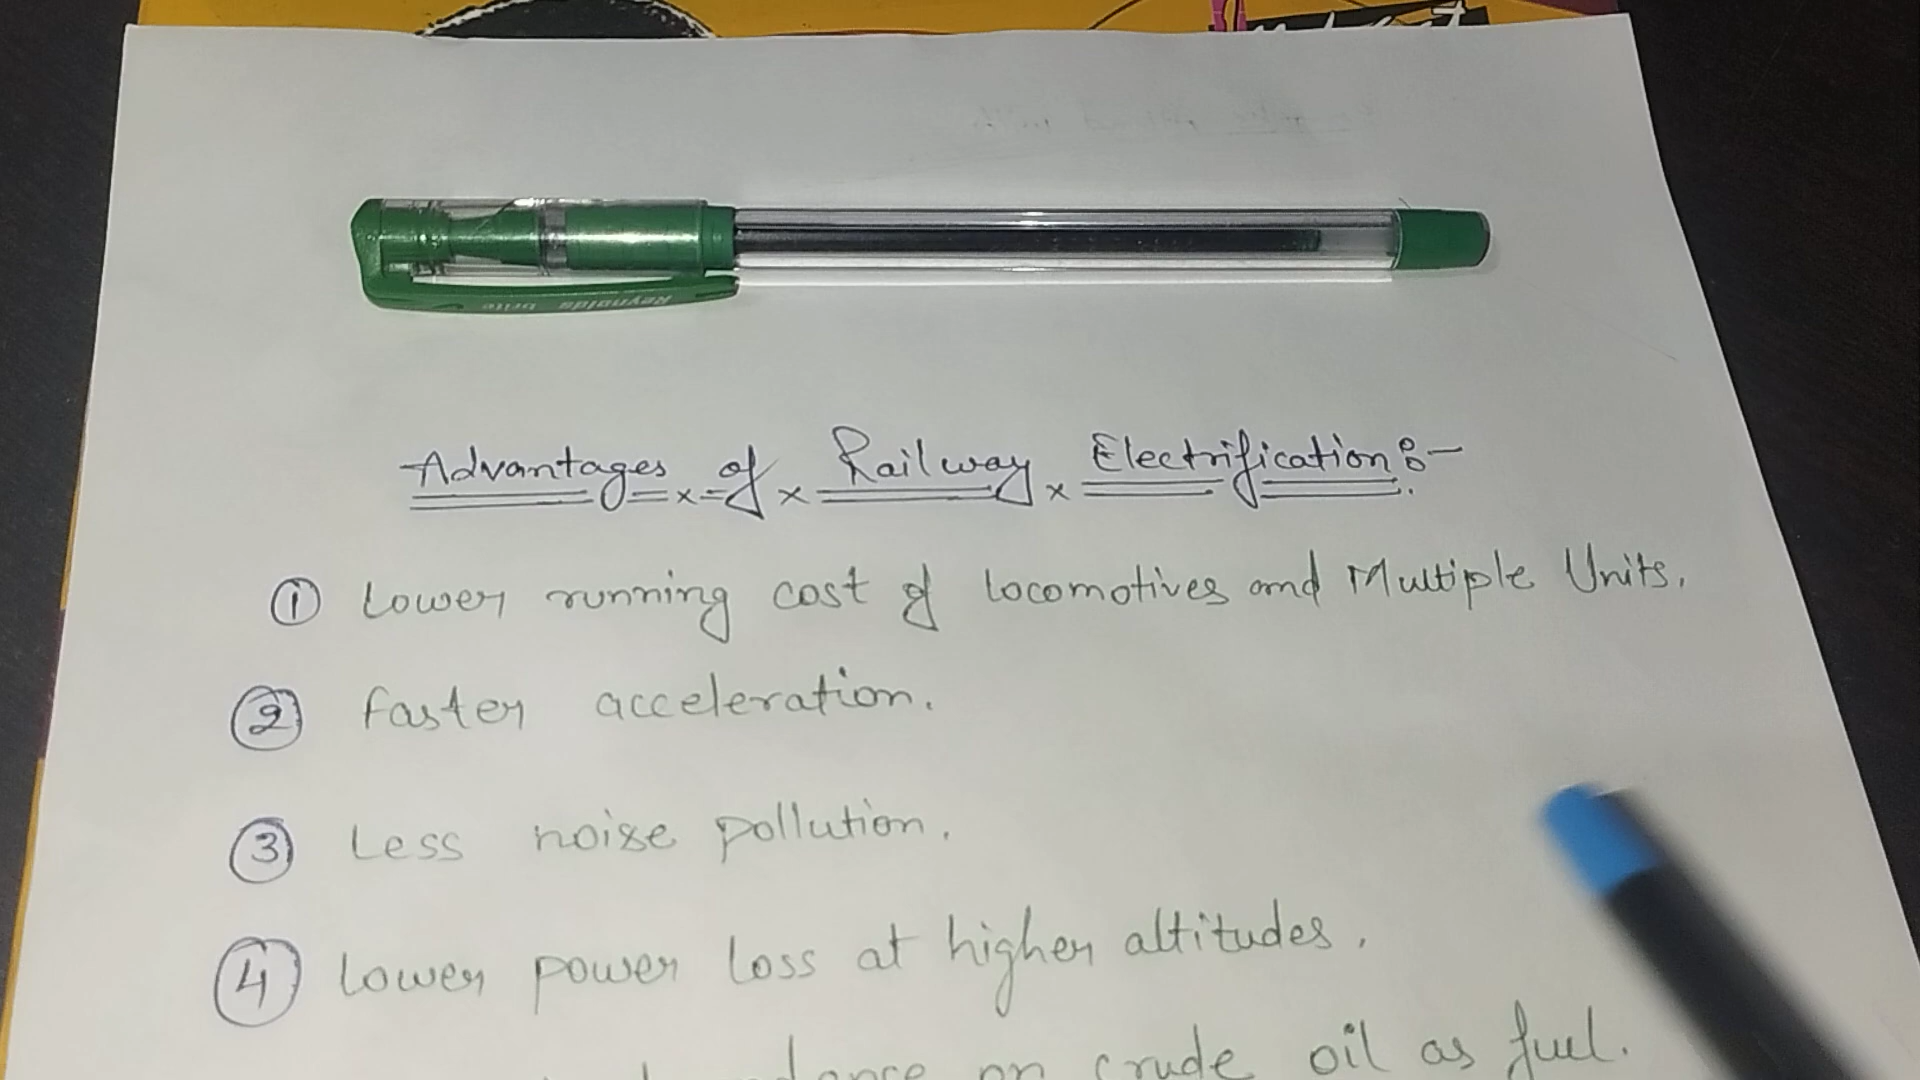 Reynolds brite
Advantages of Railway Electrification:-
① Lower running cost of locomotives and Multiple Units.
② faster acceleration.
③ Less noise pollution.
④ Lower power loss at higher altitudes.
on crude oil as fuel.